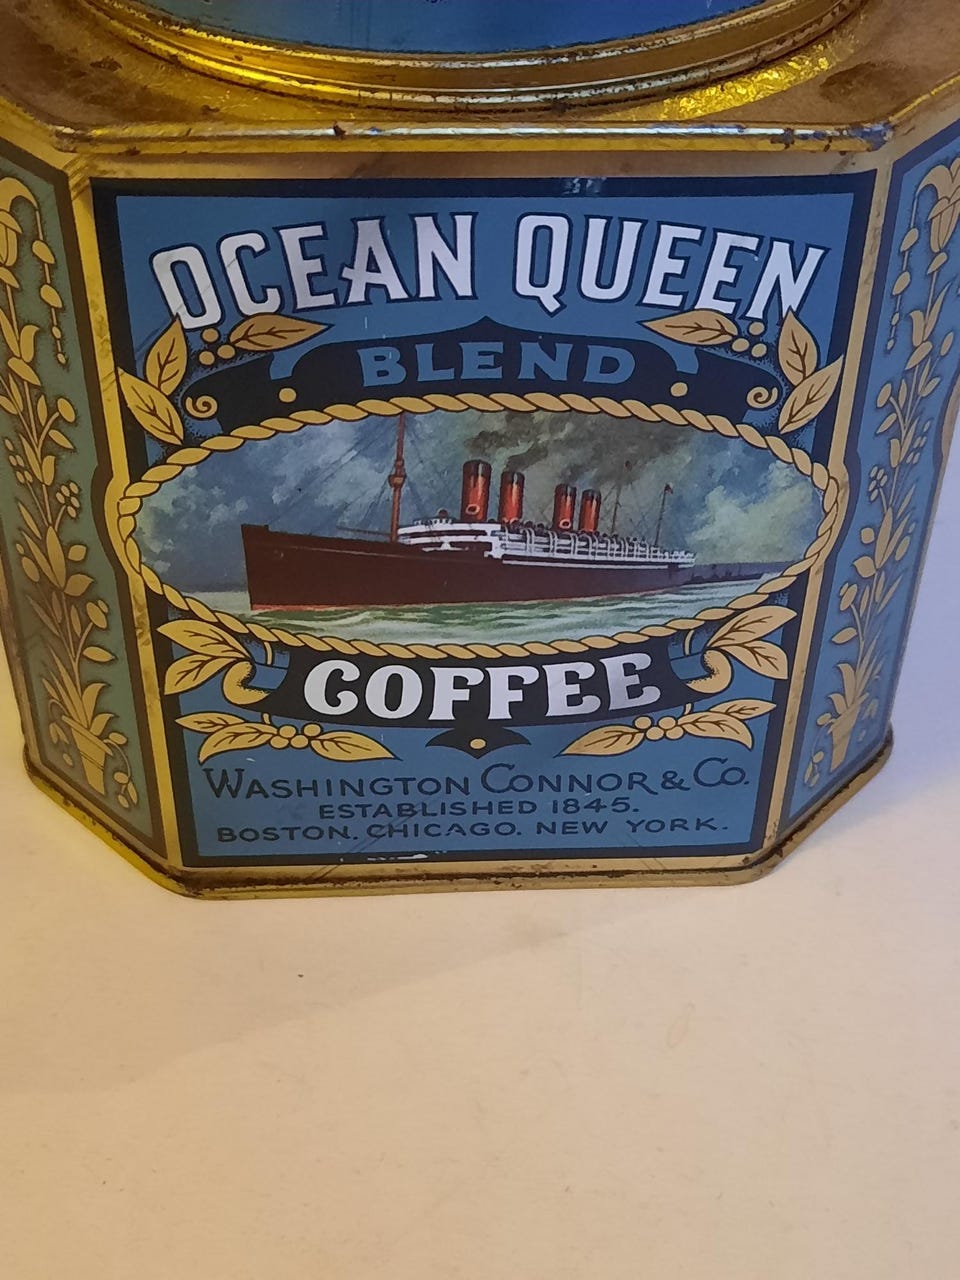 OCEAN QUEEN
BLEND
COFFEE
WASHINGTON CONNOR & CO.
ESTABLISHED 1845.
BOSTON. CHICAGO. NEW YORK.